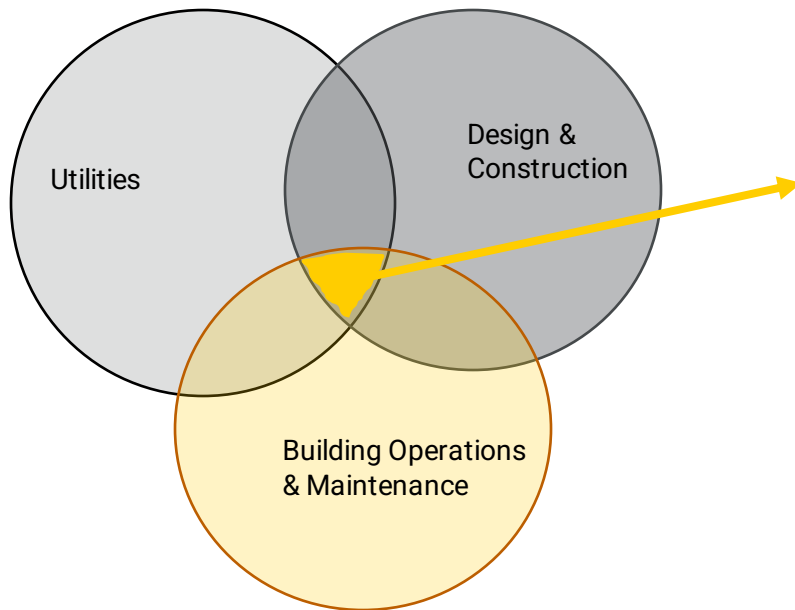 Utilities
Design &
Construction
Building Operations
& Maintenance